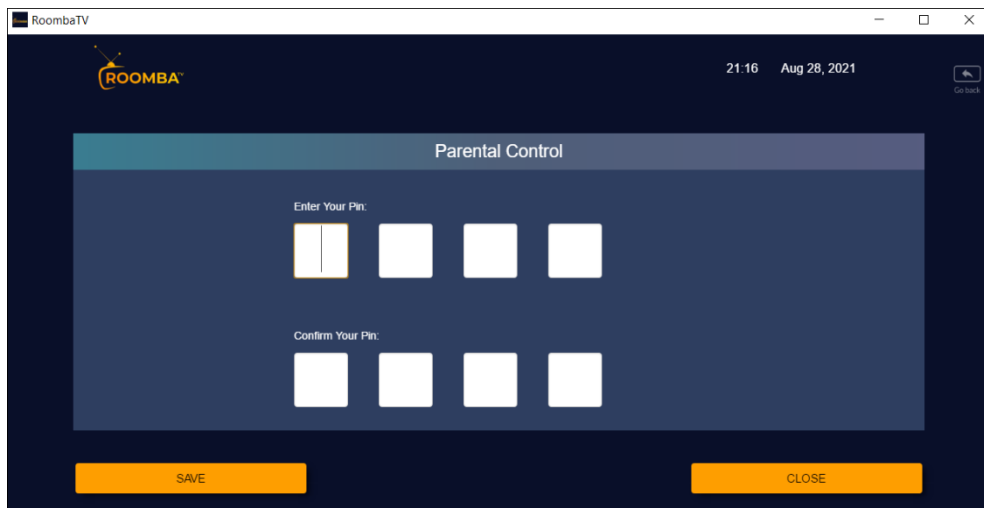 RoombaTV
ROOMBA TV
21:16 Aug 28, 2021
Go back
Parental Control
Enter Your Pin:
Confirm Your Pin:
SAVE
CLOSE